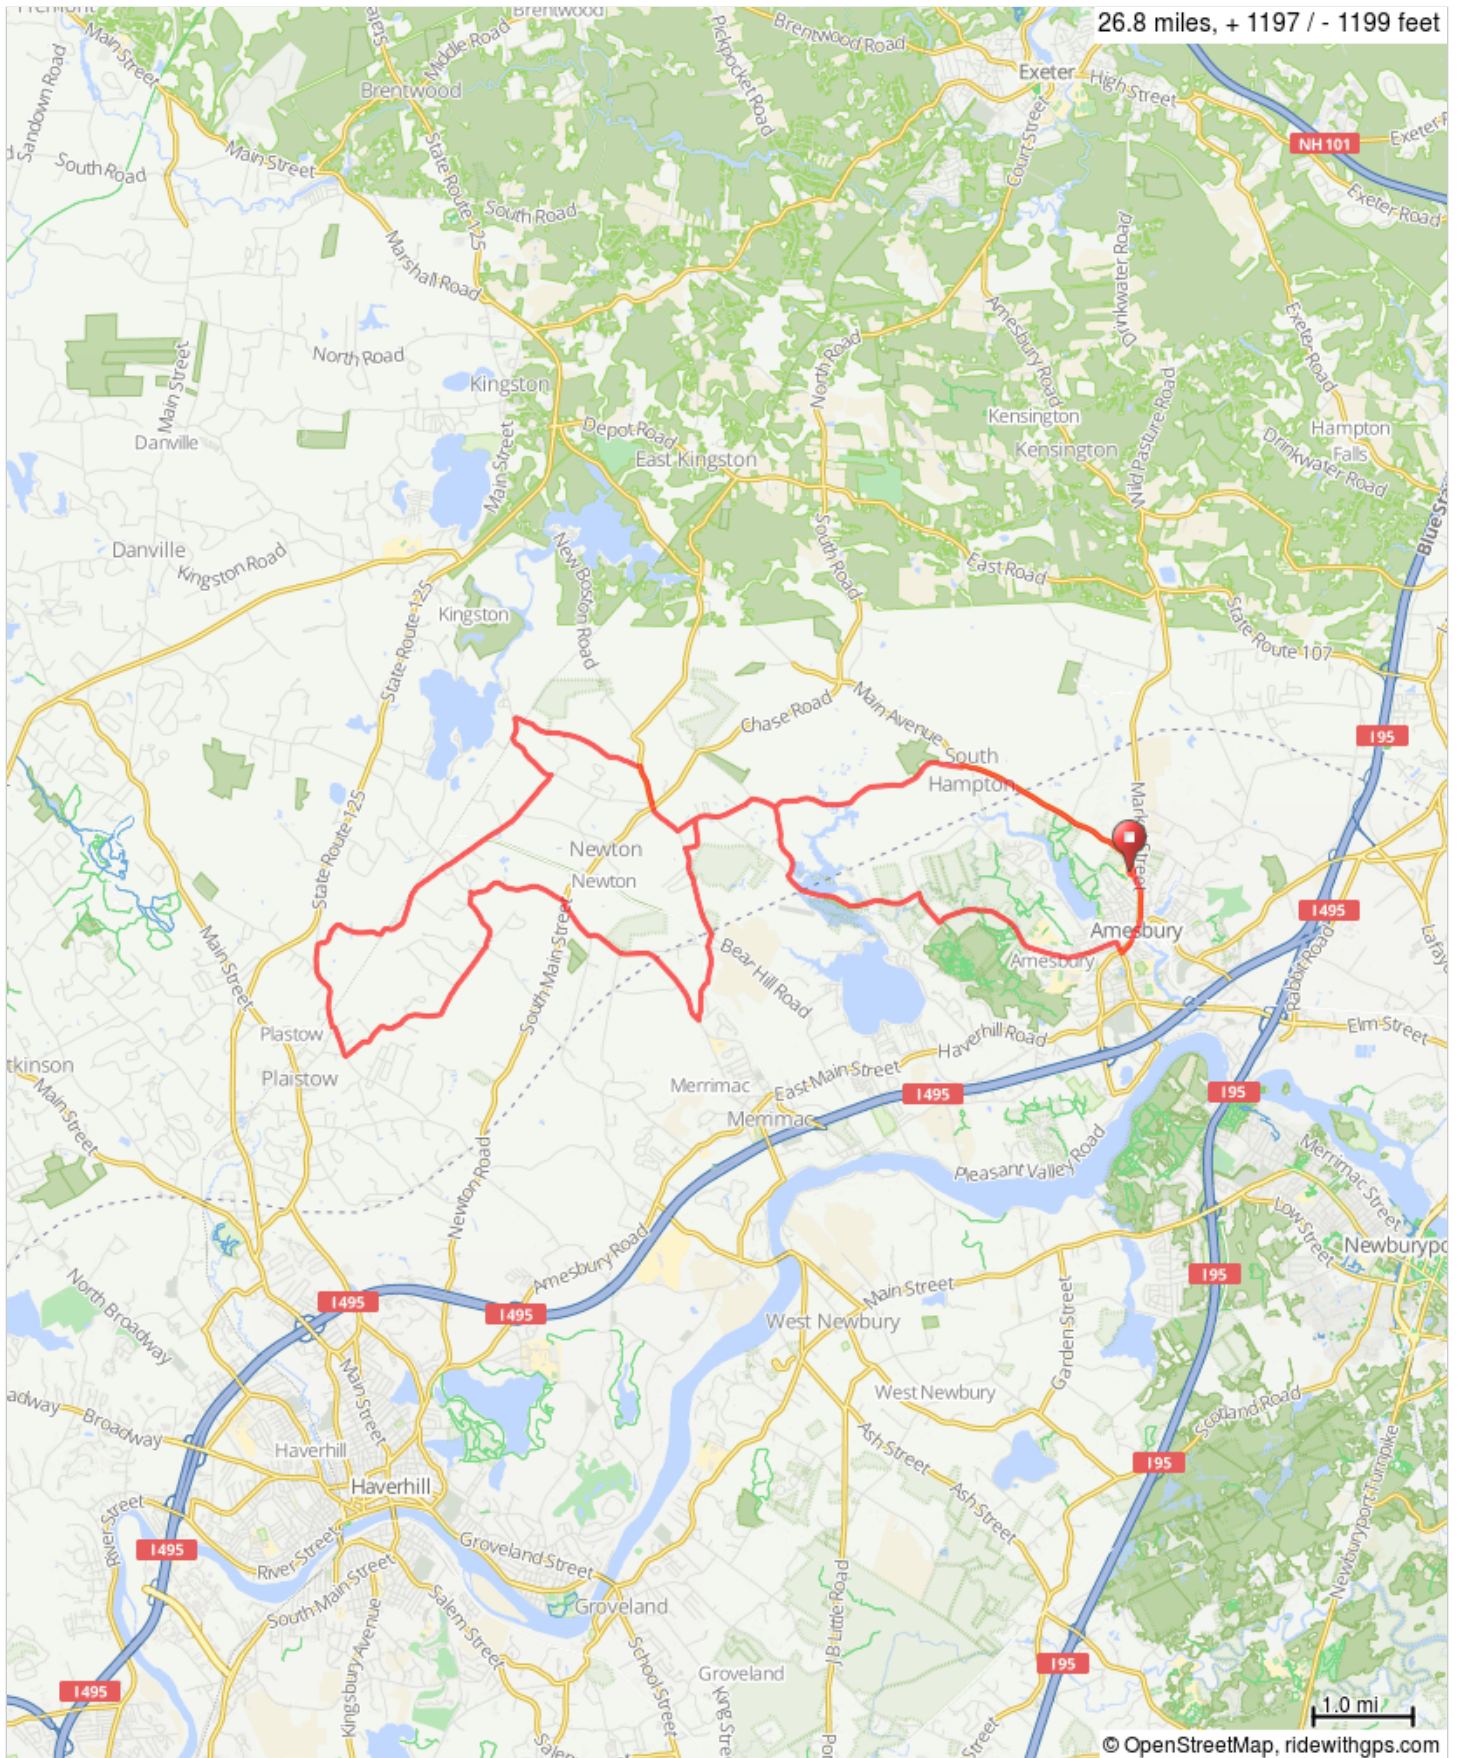 26.8 miles, + 1197 / - 1199 feet
Main Street
State
Brentwood
Middle Road
Brentwood
Pickpocket Road
Brentwood Road
Exeter
High Street
Sandown Road
South Road
Main Street
State Route 125
South Road
Court Street
NH 101
Exeter Road
Marshall Road
Drinkwater Road
North Road
Main Street
Kingston
North Road
Amesbury Road
Exeter Road
Danville
Main Street
Depot Road
East Kingston
Kensington
Kensington
Wild Pasture Road
Hampton
Falls
Drinkwater Road
Danville
Kingston Road
New Boston Road
South Road
East Road
State Route 125
Kingston
State Route 107
Chase Road
Main Avenue
South
Hampton
I 95
State Route 125
Newton
Newton
Market Street
I 495
Main Street
South Main Street
Bear Hill Road
Amesbury
Amesbury
Rabbit Road
Plastow
Plaistow
Haverhill Road
Elm Street
Main Street
Merrimac
East Main Street
I 495
I 95
Merrimac
Newton Road
Pleasant Valley Road
Merrimac Street
Low Street
Amesbury Road
North Broadway
I 495
I 495
Main Street
West Newbury
Garden Street
I 95
Main Street
West Newbury
Scotland Road
Broadway
Haverhill
Haverhill
Ash Street
Ash Street
I 95
River Street
I 495
River Street
Groveland Street
South Main Street
Salem Street
Groveland
J B Little Road
Newburyport Turnpike
Kingsbury Avenue
School Street
Groveland
I 95
I 495
Street
1.0 mi
© OpenStreetMap, ridewithgps.com